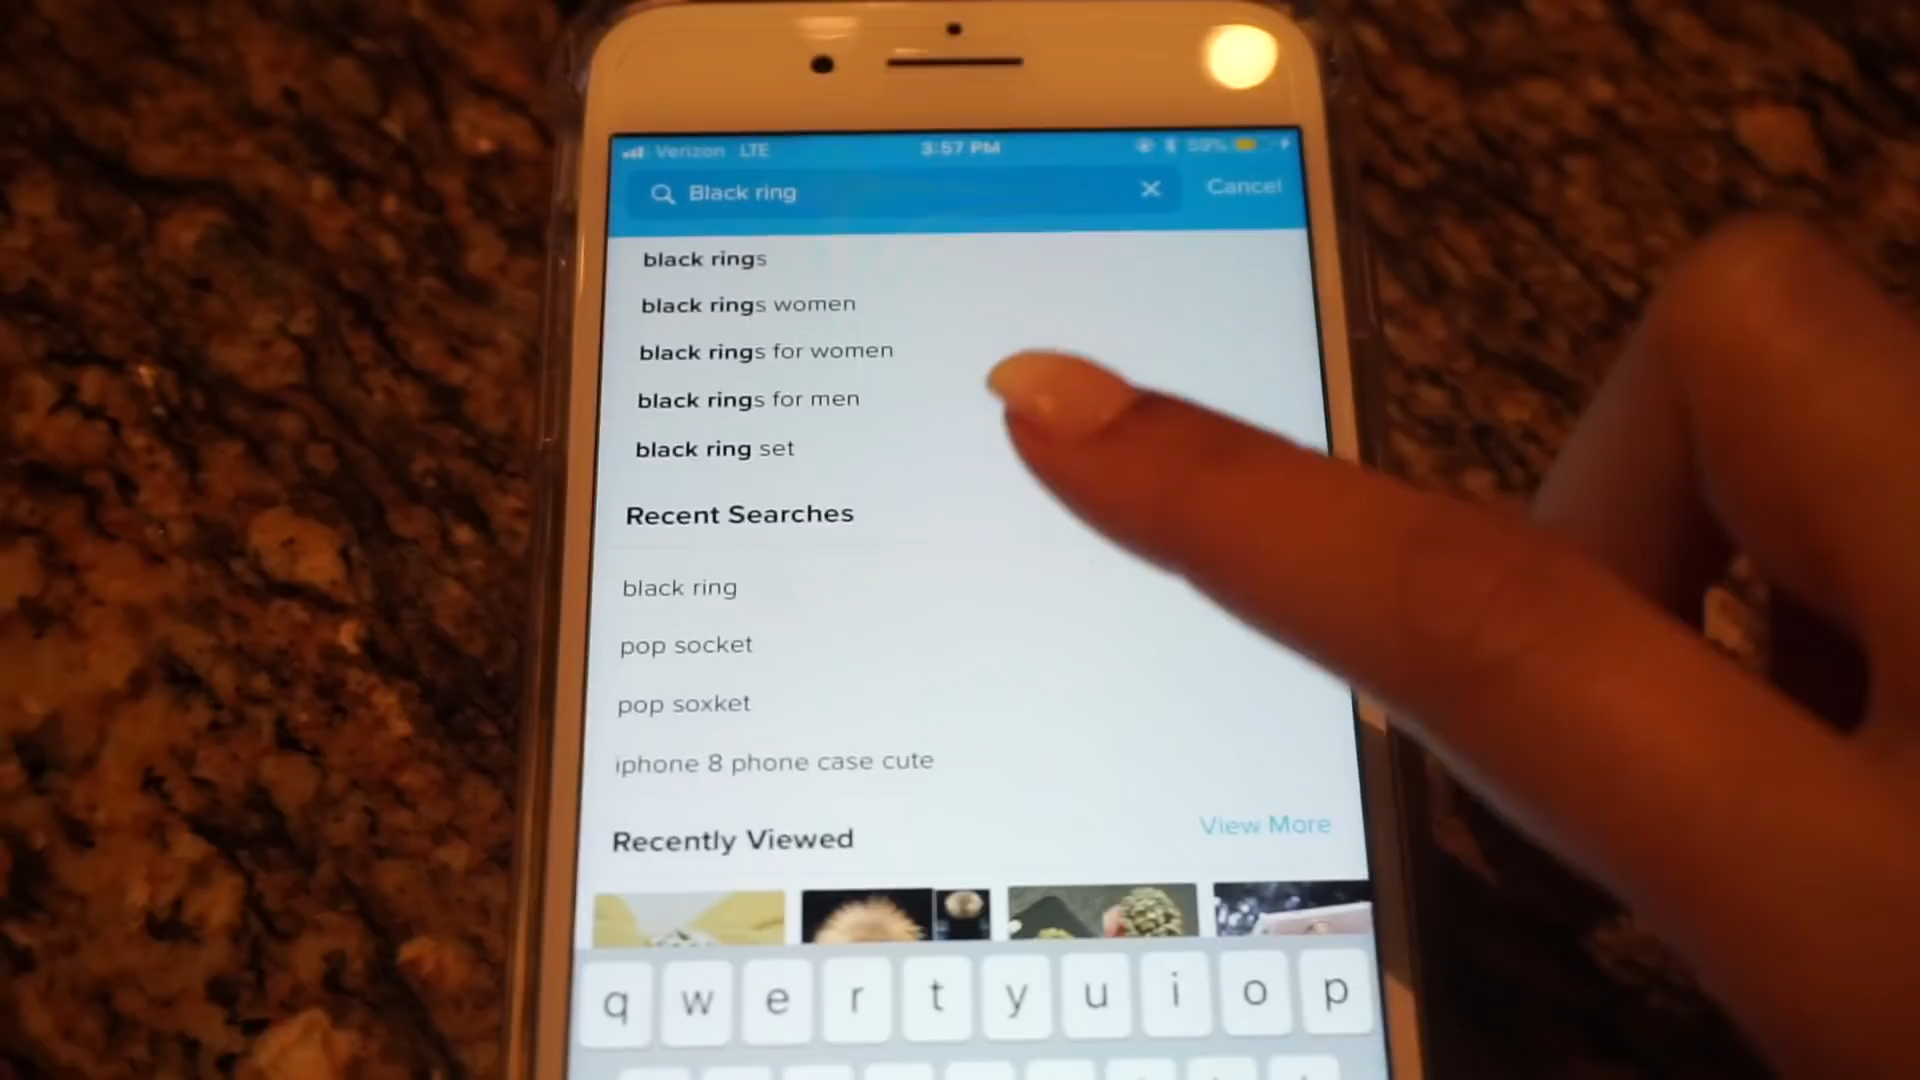 Verizon LTE 3:57 PM 59%
Black ring Cancel
black rings
black rings women
black rings for women
black rings for men
black ring set
Recent Searches
black ring
pop socket
pop soxket
iphone 8 phone case cute
Recently Viewed View More
q w e r t y u i o p